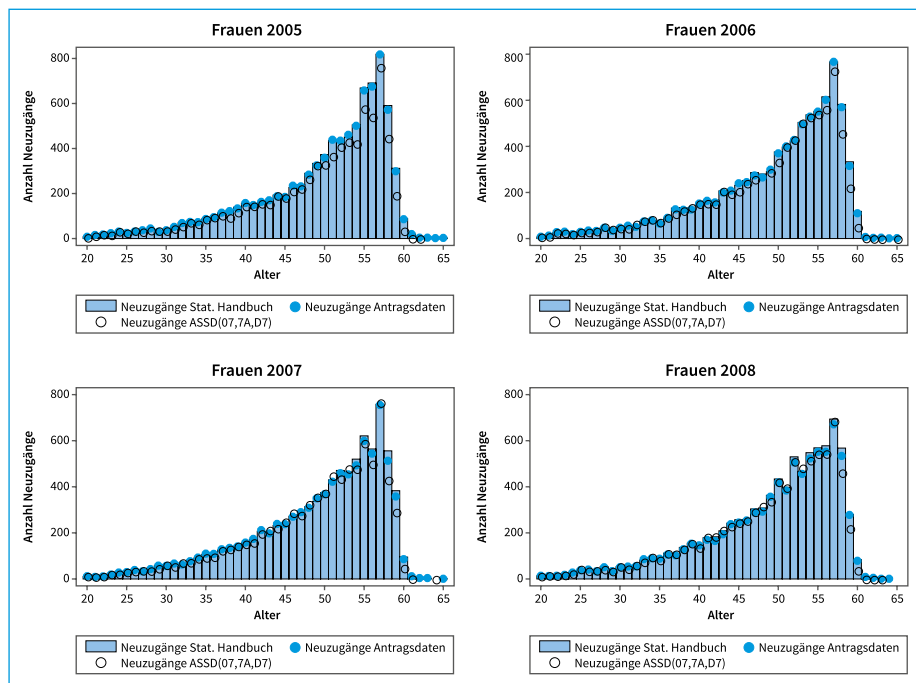 Frauen 2005
Anzahl Neuzugänge
800
600
400
200
0
20 25 30 35 40 45 50 55 60 65
Alter
Neuzugänge Stat. Handbuch Neuzugänge Antragsdaten
Neuzugänge ASSD(07,7A,D7)
Frauen 2006
Anzahl Neuzugänge
800
600
400
200
0
20 25 30 35 40 45 50 55 60 65
Alter
Neuzugänge Stat. Handbuch Neuzugänge Antragsdaten
Neuzugänge ASSD(07,7A,D7)
Frauen 2007
Anzahl Neuzugänge
800
600
400
200
0
20 25 30 35 40 45 50 55 60 65
Alter
Neuzugänge Stat. Handbuch Neuzugänge Antragsdaten
Neuzugänge ASSD(07,7A,D7)
Frauen 2008
Anzahl Neuzugänge
800
600
400
200
0
20 25 30 35 40 45 50 55 60 65
Alter
Neuzugänge Stat. Handbuch Neuzugänge Antragsdaten
Neuzugänge ASSD(07,7A,D7)